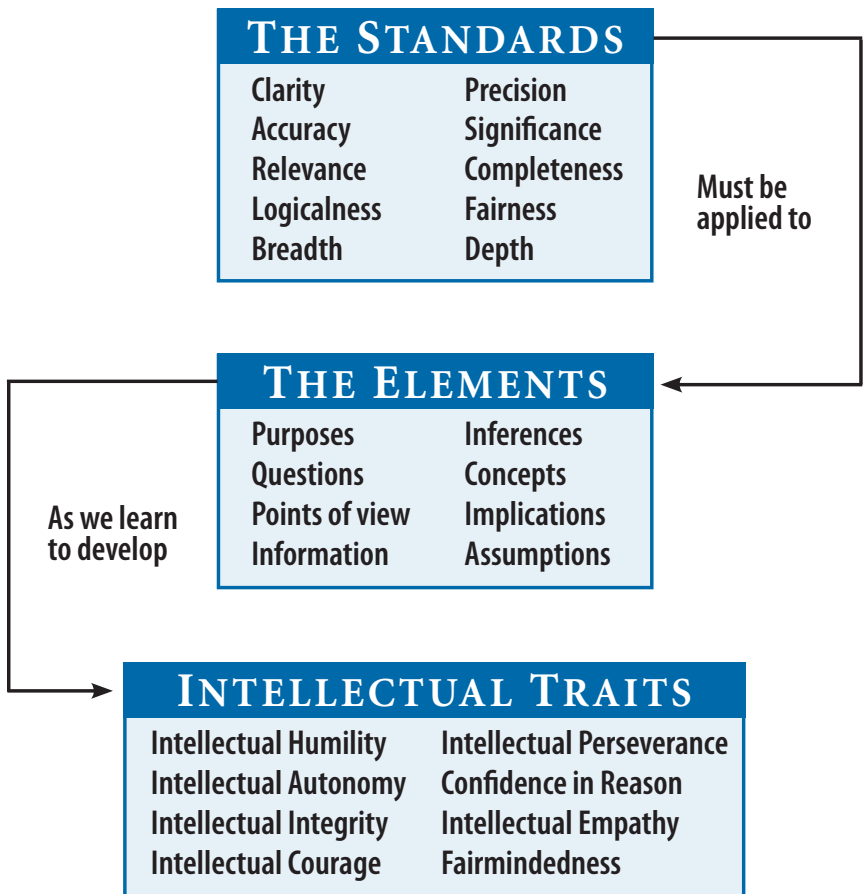 THE STANDARDS
Clarity
Accuracy
Relevance
Logicalness
Breadth
Precision
Significance
Completeness
Fairness
Depth
Must be
applied to
THE ELEMENTS
Purposes
Questions
Points of view
Information
Inferences
Concepts
Implications
Assumptions
As we learn
to develop
INTELLECTUAL TRAITS
Intellectual Humility
Intellectual Autonomy
Intellectual Integrity
Intellectual Courage
Intellectual Perseverance
Confidence in Reason
Intellectual Empathy
Fairmindedness